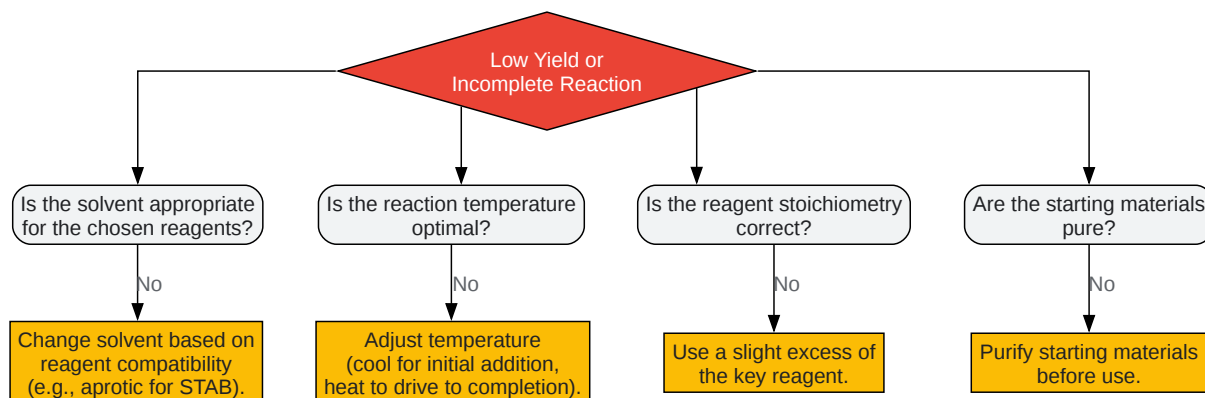 Low Yield or
Incomplete Reaction
Is the solvent appropriate
for the chosen reagents?
Is the reaction temperature
optimal?
Is the reagent stoichiometry
correct?
Are the starting materials
pure?
No
No
No
No
Change solvent based on
reagent compatibility
(e.g., aprotic for STAB).
Adjust temperature
(cool for initial addition,
heat to drive to completion).
Use a slight excess of
the key reagent.
Purify starting materials
before use.